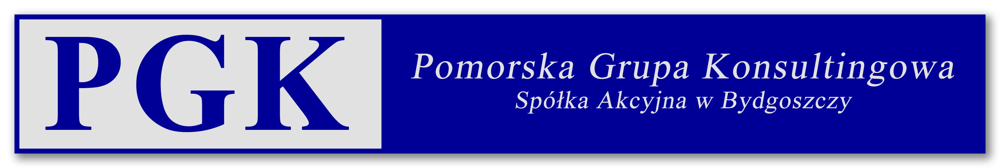 PGK
Pomorska Grupa Konsultingowa
Spółka Akcyjna w Bydgoszczy